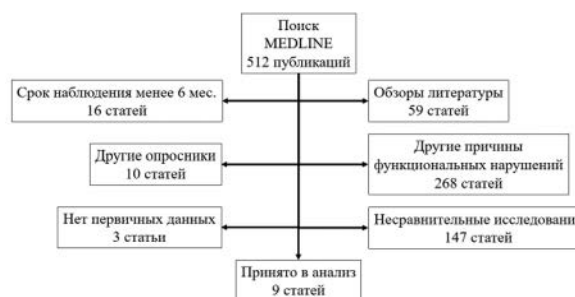 Поиск
MEDLINE
512 публикаций
Срок наблюдения менее 6 мес.
16 статей
Обзоры литературы
59 статей
Другие опросники
10 статей
Другие причины
функциональных нарушений
268 статей
Нет первичных данных
3 статьи
Несравнительные исследовани
147 статей
Принято в анализ
9 статей